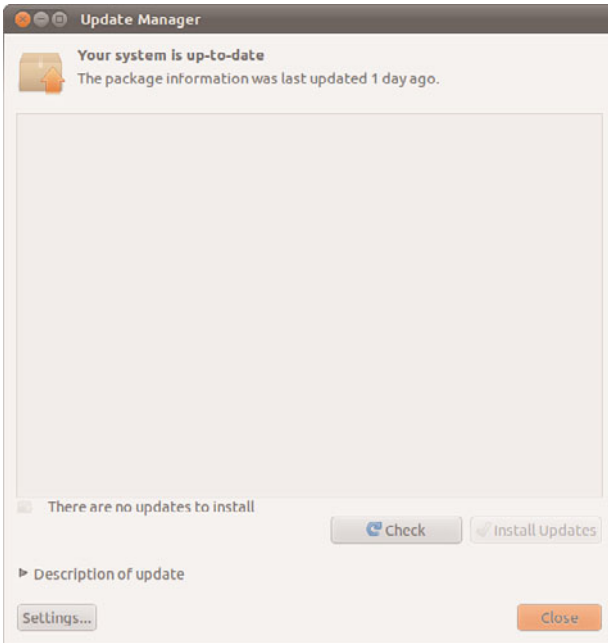 Update Manager
Your system is up-to-date
The package information was last updated 1 day ago.
There are no updates to install
Check
Install Updates
Description of update
Settings...
Close